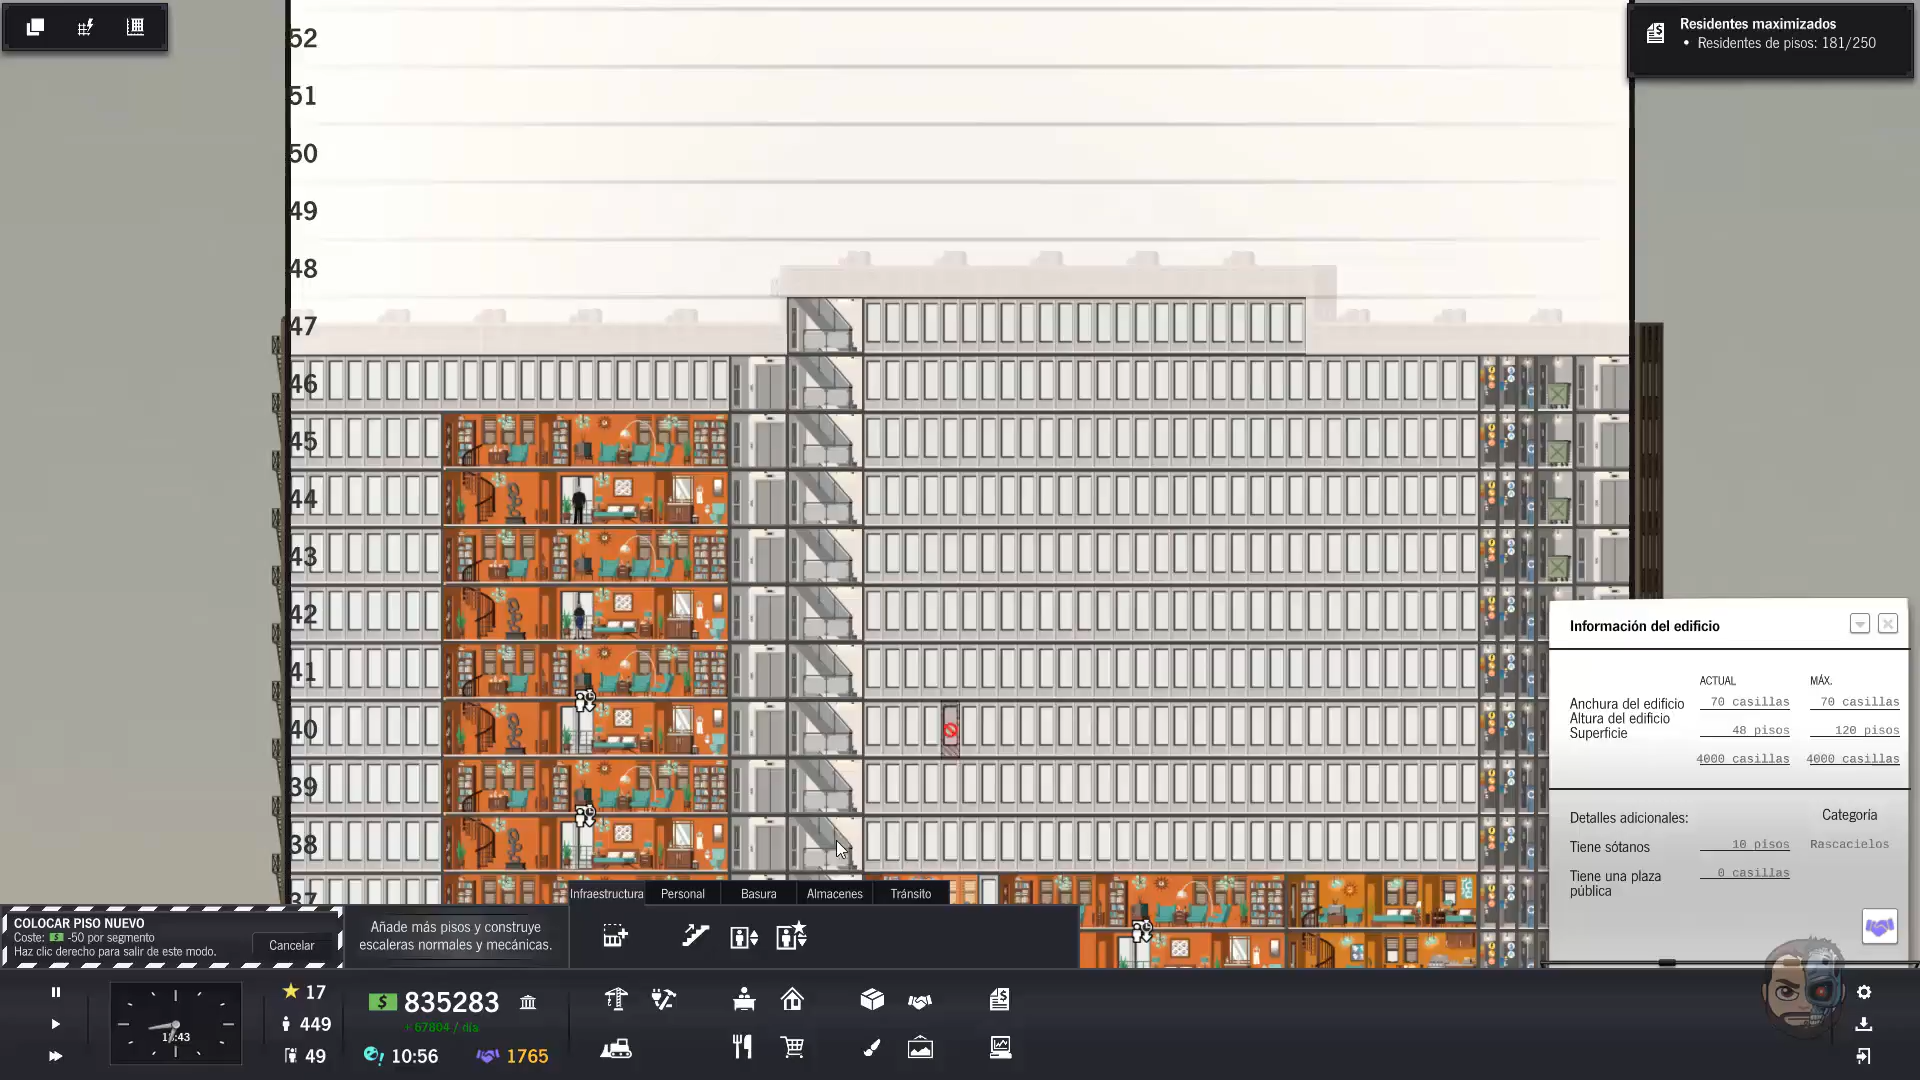 Residentes maximizados
• Residentes de pisos: 181/250
52
51
50
49
48
47
46
45
44
43
42
41
40
39
38
37
Información del edificio
ACTUAL MÁX.
Anchura del edificio 70 casillas 70 casillas
Altura del edificio 48 pisos 120 pisos
Superficie 4000 casillas 4000 casillas
Detalles adicionales: Categoría
Tiene sótanos 10 pisos Rascacielos
Tiene una plaza pública 0 casillas
Infraestructura Personal Basura Almacenes Tránsito
COLOCAR PISO NUEVO
Coste: $ -50 por segmento
Haz clic derecho para salir de este modo.
Cancelar
Añade más pisos y construye
escaleras normales y mecánicas.
17
449
49
$ 835283
+ 67804 / día
10:56
1765